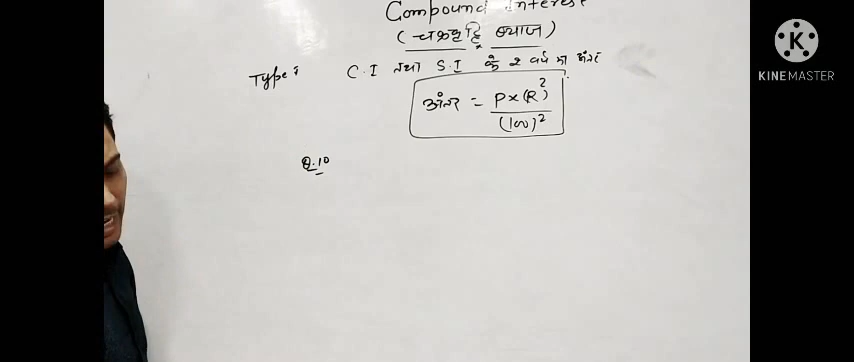 Compound Interest
(चक्रवृद्धि ब्याज)
Type: C.I तथा S.I के 2 वर्ष का अंतर
अंतर = P×(R)² / (100)²
Q.10
KINEMASTER